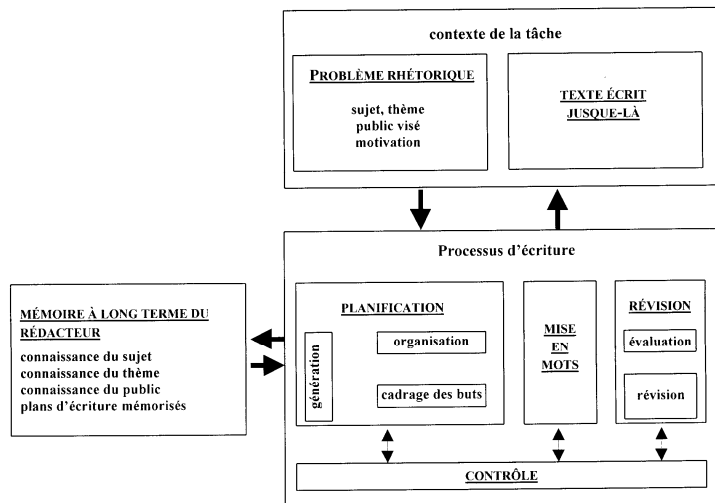 contexte de la tâche
PROBLÈME RHÉTORIQUE
sujet, thème
public visé
motivation
TEXTE ÉCRIT
JUSQUE-LÀ
Processus d'écriture
MÉMOIRE À LONG TERME DU
RÉDACTEUR
connaissance du sujet
connaissance du thème
connaissance du public
plans d'écriture mémorisés
PLANIFICATION
génération
organisation
cadrage des buts
MISE
EN
MOTS
RÉVISION
évaluation
révision
CONTRÔLE